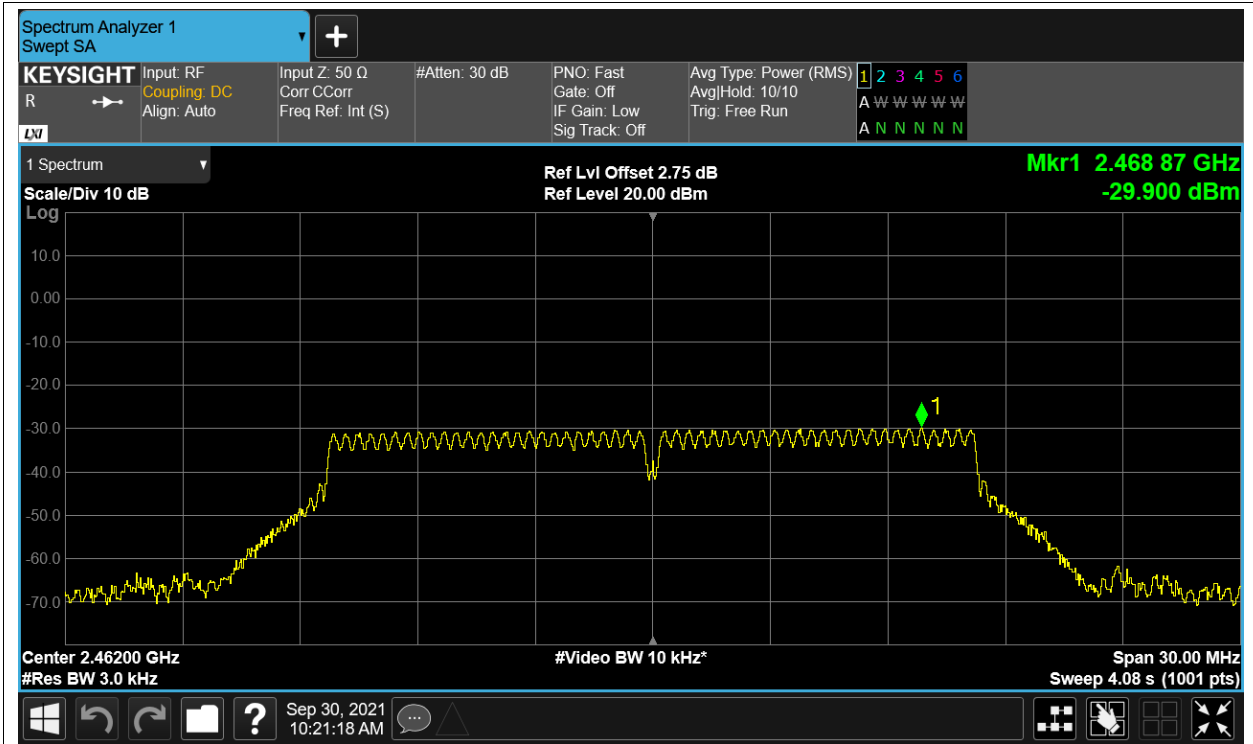 Spectrum Analyzer 1
Swept SA
KEYSIGHT
R
LXI
Input: RF
Coupling: DC
Align: Auto
Input Z: 50 Ω
Corr CCorr
Freq Ref: Int (S)
#Atten: 30 dB
PNO: Fast
Gate: Off
IF Gain: Low
Sig Track: Off
Avg Type: Power (RMS)
Avg|Hold: 10/10
Trig: Free Run
1 2 3 4 5 6
A W W W W W
A N N N N N
1 Spectrum
Scale/Div 10 dB
Ref Lvl Offset 2.75 dB
Ref Level 20.00 dBm
Mkr1 2.468 87 GHz
-29.900 dBm
Log
10.0
0.00
-10.0
-20.0
1
-30.0
-40.0
-50.0
-60.0
-70.0
Center 2.46200 GHz
#Res BW 3.0 kHz
#Video BW 10 kHz*
Span 30.00 MHz
Sweep 4.08 s (1001 pts)
?
Sep 30, 2021
10:21:18 AM